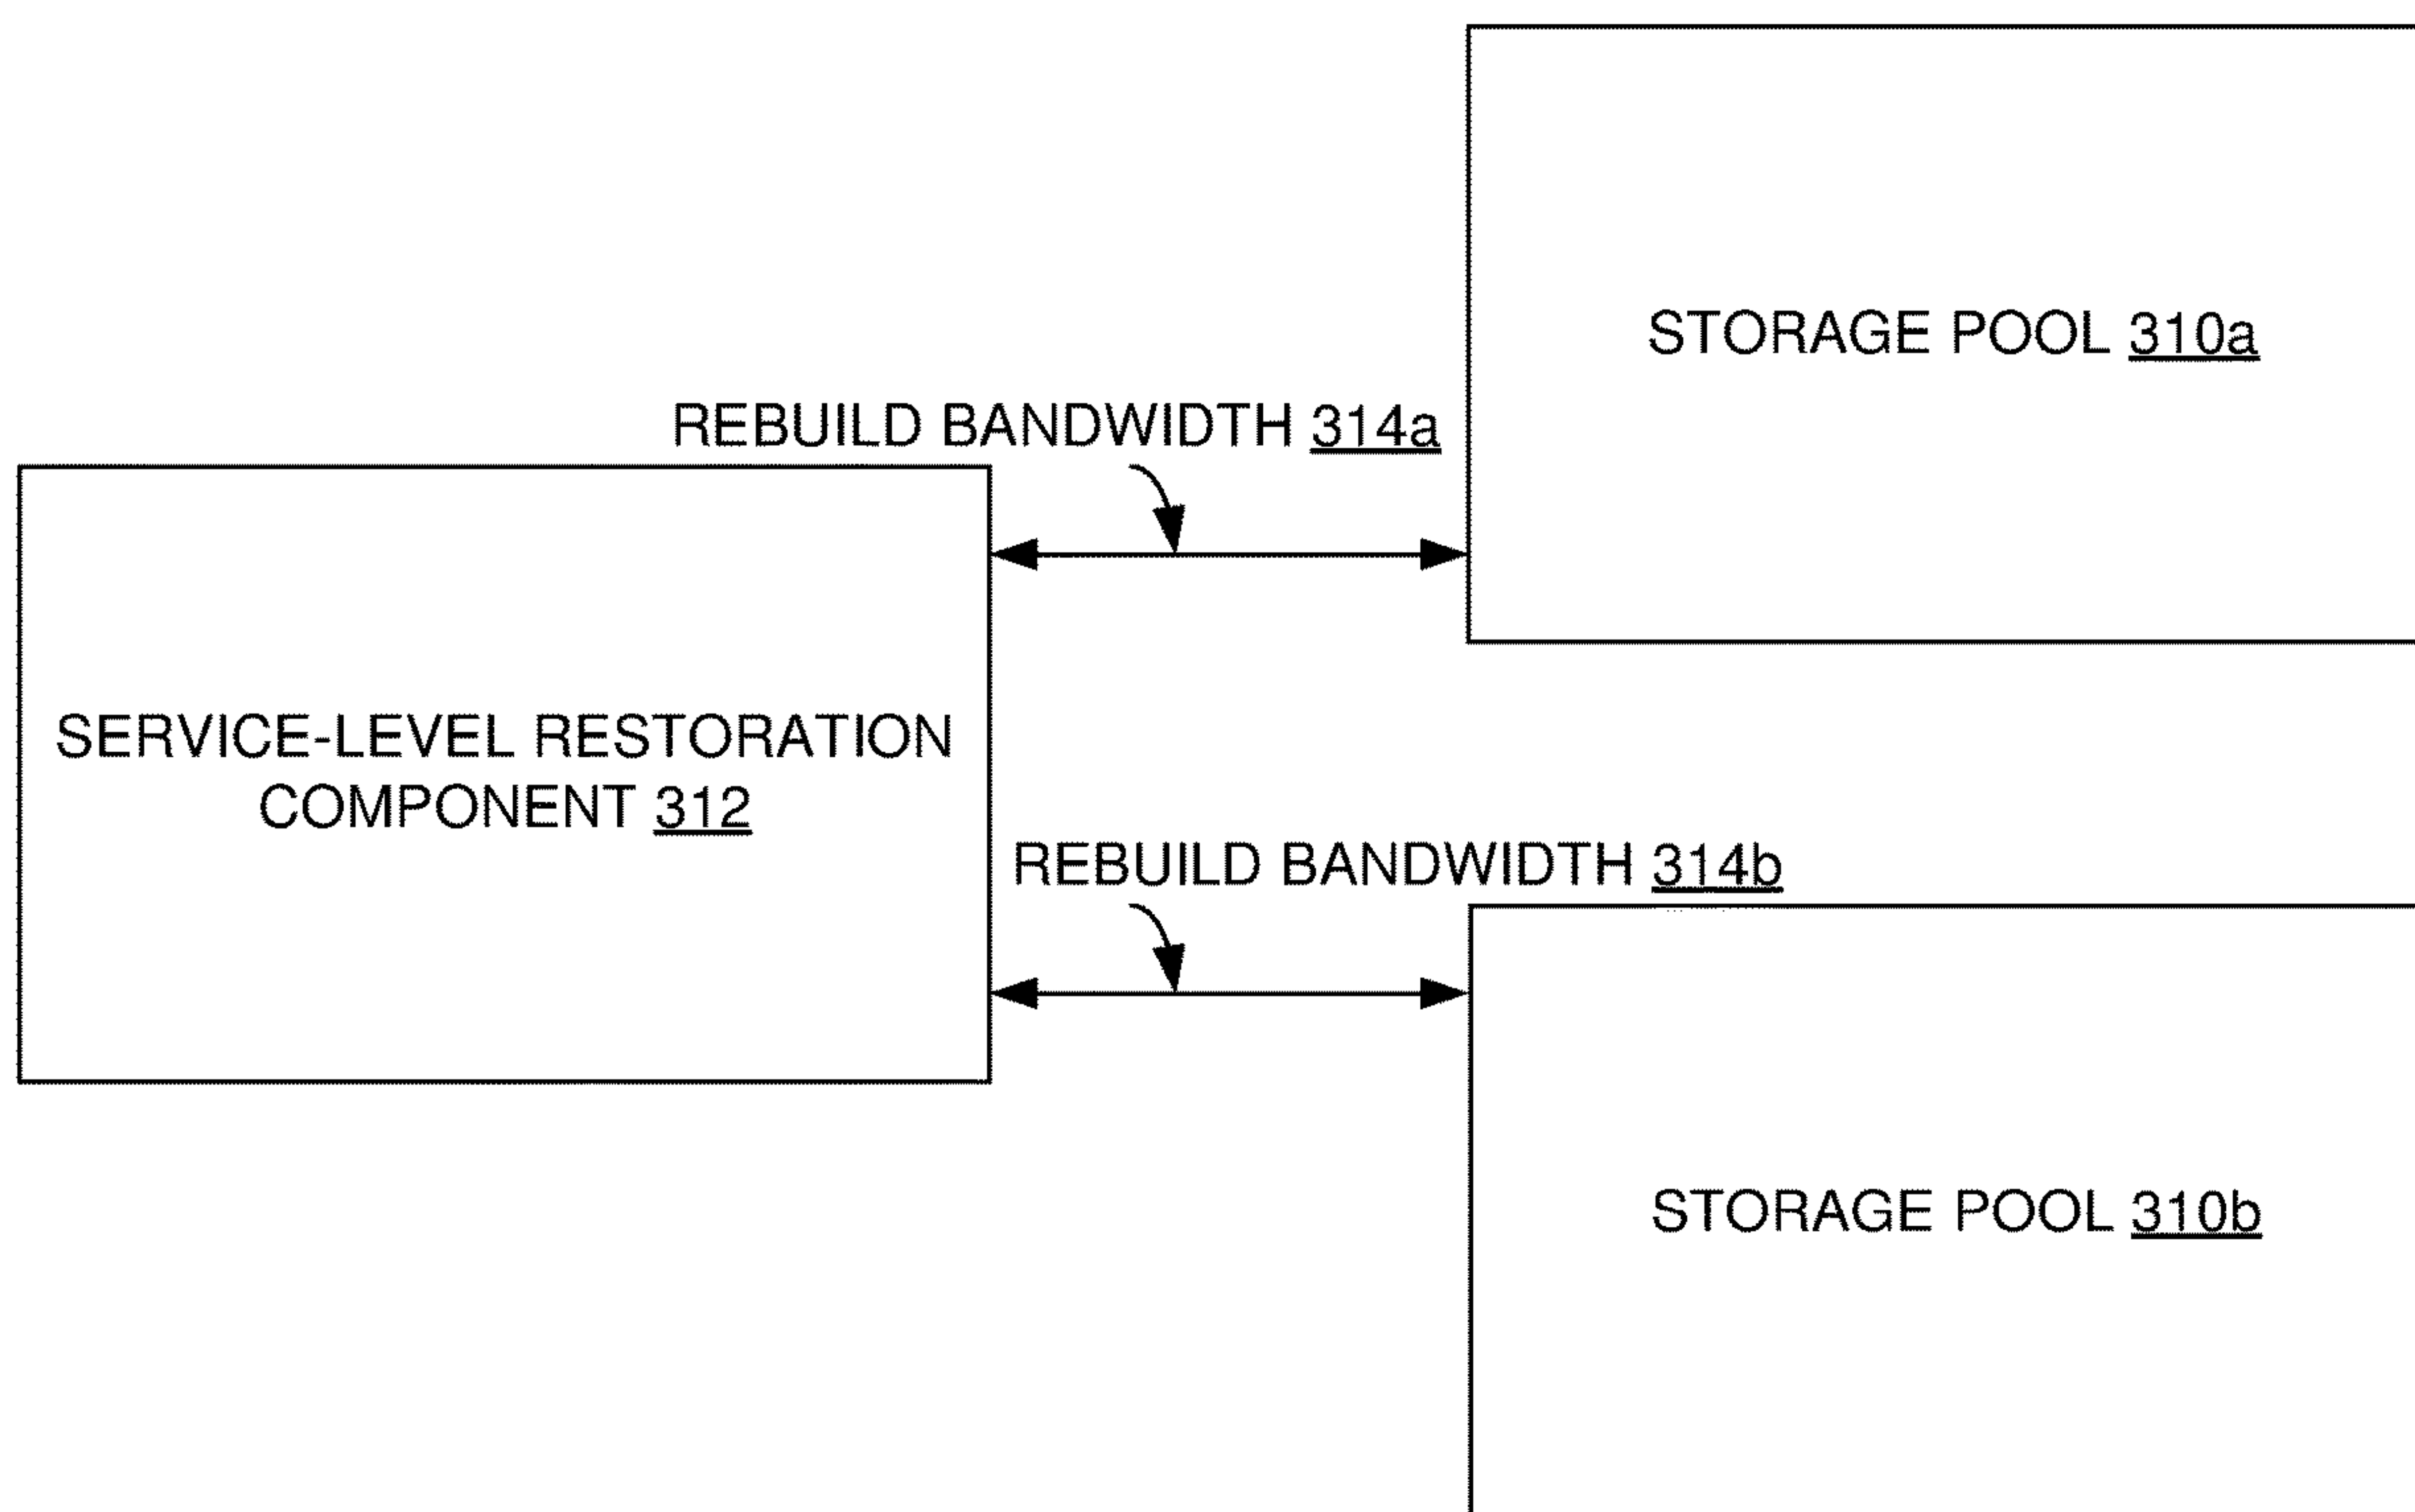 STORAGE POOL 310a
REBUILD BANDWIDTH 314a
SERVICE-LEVEL RESTORATION
COMPONENT 312
REBUILD BANDWIDTH 314b
STORAGE POOL 310b